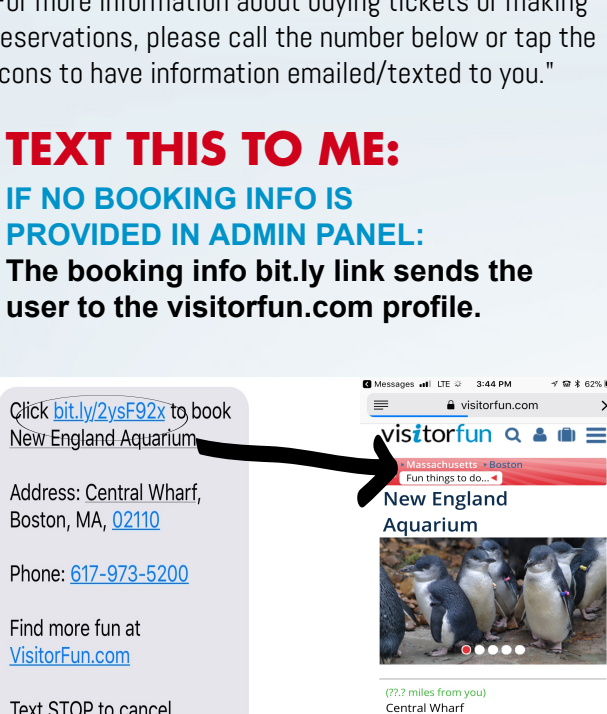 For more information about buying tickets or making
reservations, please call the number below or tap the
icons to have information emailed/texted to you."
TEXT THIS TO ME:
IF NO BOOKING INFO IS
PROVIDED IN ADMIN PANEL:
The booking info bit.ly link sends the
user to the visitorfun.com profile.
Click bit.ly/2ysF92x to book
New England Aquarium
Address: Central Wharf,
Boston, MA, 02110
Phone: 617-973-5200
Find more fun at
VisitorFun.com
Text STOP to cancel
Messages LTE 3:44 PM 62%
visitorfun.com
visitorfun
Massachusetts Boston
Fun things to do...
New England
Aquarium
(??.? miles from you)
Central Wharf